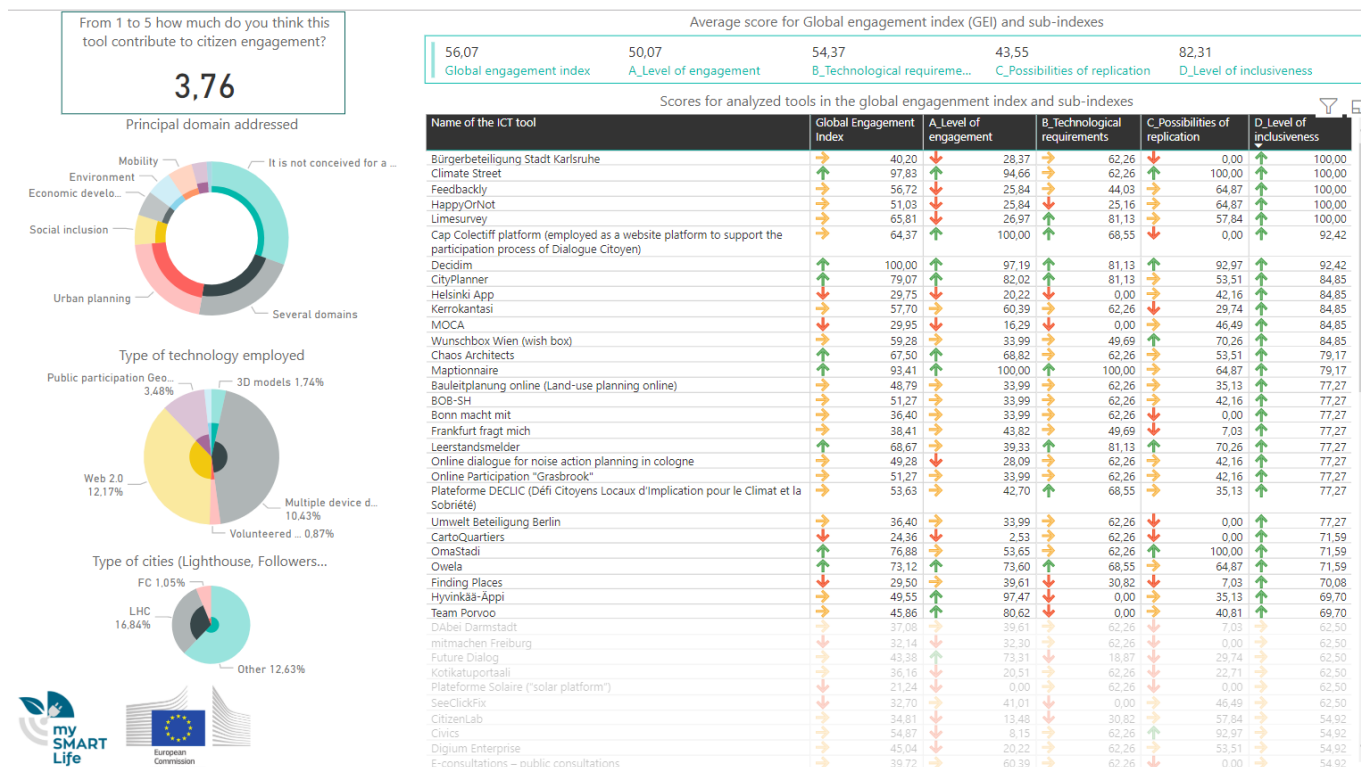 From 1 to 5 how much do you think this
tool contribute to citizen engagement?
3,76
Principal domain addressed
Mobility
It is not conceived for a ...
Environment
Economic develo...
Social inclusion
Urban planning
Several domains
Type of technology employed
Public participation Geo...
3,48%
3D models 1,74%
Web 2.0
12,17%
Multiple device d...
10,43%
Volunteered ... 0,87%
Type of cities (Lighthouse, Followers...
FC 1,05%
LHC
16,84%
Other 12,63%
my
SMART
Life
European
Commission
Average score for Global engagement index (GEI) and sub-indexes
56,07 50,07 54,37 43,55 82,31
Global engagement index A_Level of engagement B_Technological requireme... C_Possibilities of replication D_Level of inclusiveness
Scores for analyzed tools in the global engagenment index and sub-indexes
Name of the ICT tool Global Engagement A_Level of B_Technological C_Possibilities of D_Level of
Index engagement requirements replication inclusiveness
Bürgerbeteiligung Stadt Karlsruhe 40,20 28,37 62,26 0,00 100,00
Climate Street 97,83 94,66 62,26 100,00 100,00
Feedbackly 56,72 25,84 44,03 64,87 100,00
HappyOrNot 51,03 25,84 25,16 64,87 100,00
Limesurvey 65,81 26,97 81,13 57,84 100,00
Cap Colectiff platform (employed as a website platform to support the 64,37 100,00 68,55 0,00 92,42
participation process of Dialogue Citoyen)
Decidim 100,00 97,19 81,13 92,97 92,42
CityPlanner 79,07 82,02 81,13 53,51 84,85
Helsinki App 29,75 20,22 0,00 42,16 84,85
Kerrokantasi 57,70 60,39 62,26 29,74 84,85
MOCA 29,95 16,29 0,00 46,49 84,85
Wunschbox Wien (wish box) 59,28 33,99 49,69 70,26 84,85
Chaos Architects 67,50 68,82 62,26 53,51 79,17
Maptionnaire 93,41 100,00 100,00 64,87 79,17
Bauleitplanung online (Land-use planning online) 48,79 33,99 62,26 35,13 77,27
BOB-SH 51,27 33,99 62,26 42,16 77,27
Bonn macht mit 36,40 33,99 62,26 0,00 77,27
Frankfurt fragt mich 38,41 43,82 49,69 7,03 77,27
Leerstandsmelder 68,67 39,33 81,13 70,26 77,27
Online dialogue for noise action planning in cologne 49,28 28,09 62,26 42,16 77,27
Online Participation "Grasbrook" 51,27 33,99 62,26 42,16 77,27
Plateforme DECLIC (Défi Citoyens Locaux d'Implication pour le Climat et la 53,63 42,70 68,55 35,13 77,27
Sobriété)
Umwelt Beteiligung Berlin 36,40 33,99 62,26 0,00 77,27
CartoQuartiers 24,36 2,53 62,26 0,00 71,59
OmaStadi 76,88 53,65 62,26 100,00 71,59
Owela 73,12 73,60 68,55 64,87 71,59
Finding Places 29,50 39,61 30,82 7,03 70,08
Hyvinkää-Äppi 49,55 97,47 0,00 35,13 69,70
Team Porvoo 45,86 80,62 0,00 40,81 69,70
DAbei Darmstadt 37,08 39,61 62,26 7,03 62,50
mitmachen Freiburg 32,14 32,30 62,26 0,00 62,50
Future Dialog 43,38 73,31 18,87 29,74 62,50
Kotikatuportaali 36,16 20,51 62,26 22,71 62,50
Plateforme Solaire ("solar platform") 21,24 0,00 62,26 0,00 62,50
SeeClickFix 32,70 41,01 0,00 46,49 62,50
CitizenLab 34,81 13,48 30,82 57,84 54,92
Civics 54,87 8,15 62,26 92,97 54,92
Digium Enterprise 45,04 20,22 62,26 53,51 54,92
E-consultations – public consultations 39,72 60,39 62,26 0,00 54,92